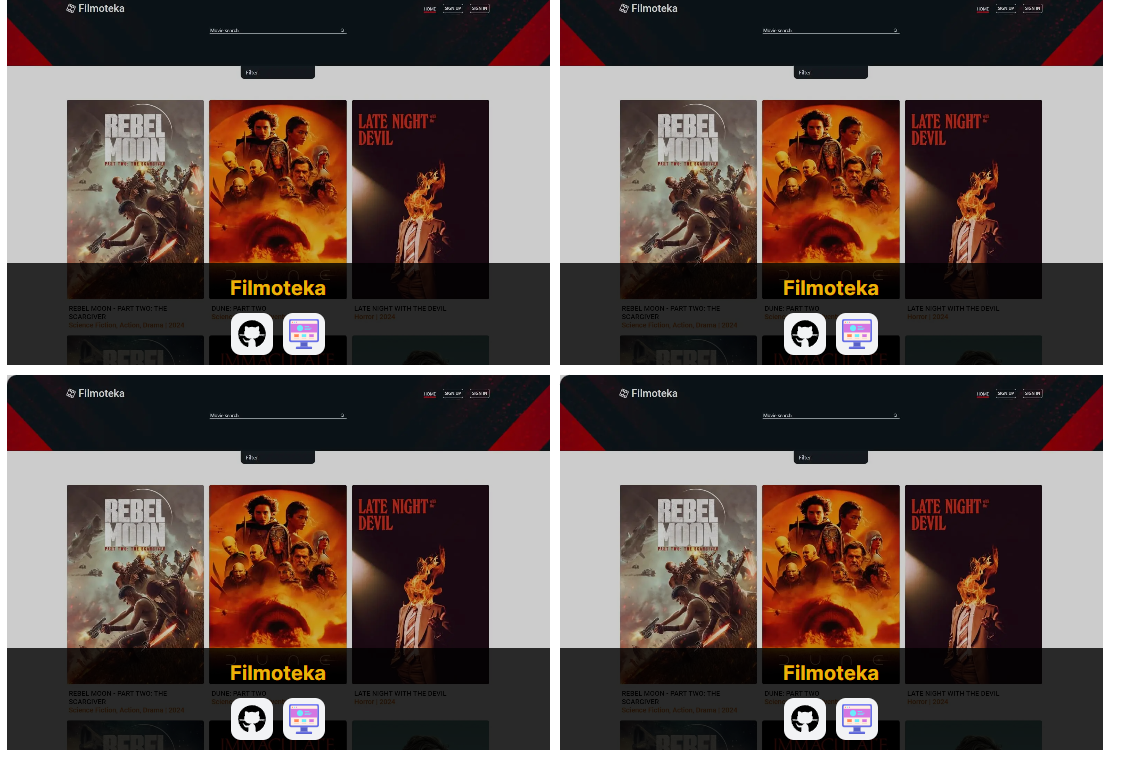 Filmoteka HOME SIGN UP SIGN IN
Movie search
Filter
REBEL MOON
PART TWO: THE SCARGIVER
LATE NIGHT WITH THE DEVIL
DUNE
Filmoteka
REBEL MOON - PART TWO: THE SCARGIVER
Science Fiction, Action, Drama | 2024
DUNE: PART TWO
LATE NIGHT WITH THE DEVIL
Horror | 2024
Filmoteka HOME SIGN UP SIGN IN
Movie search
Filter
REBEL MOON
PART TWO: THE SCARGIVER
LATE NIGHT WITH THE DEVIL
DUNE
Filmoteka
REBEL MOON - PART TWO: THE SCARGIVER
Science Fiction, Action, Drama | 2024
DUNE: PART TWO
LATE NIGHT WITH THE DEVIL
Horror | 2024
Filmoteka HOME SIGN UP SIGN IN
Movie search
Filter
REBEL MOON
PART TWO: THE SCARGIVER
LATE NIGHT WITH THE DEVIL
Filmoteka
REBEL MOON - PART TWO: THE SCARGIVER
Science Fiction, Action, Drama | 2024
DUNE: PART TWO
LATE NIGHT WITH THE DEVIL
Horror | 2024
IMMACULATE
Filmoteka HOME SIGN UP SIGN IN
Movie search
Filter
REBEL MOON
PART TWO: THE SCARGIVER
LATE NIGHT WITH THE DEVIL
Filmoteka
REBEL MOON - PART TWO: THE SCARGIVER
Science Fiction, Action, Drama | 2024
DUNE: PART TWO
LATE NIGHT WITH THE DEVIL
Horror | 2024
IMMACULATE